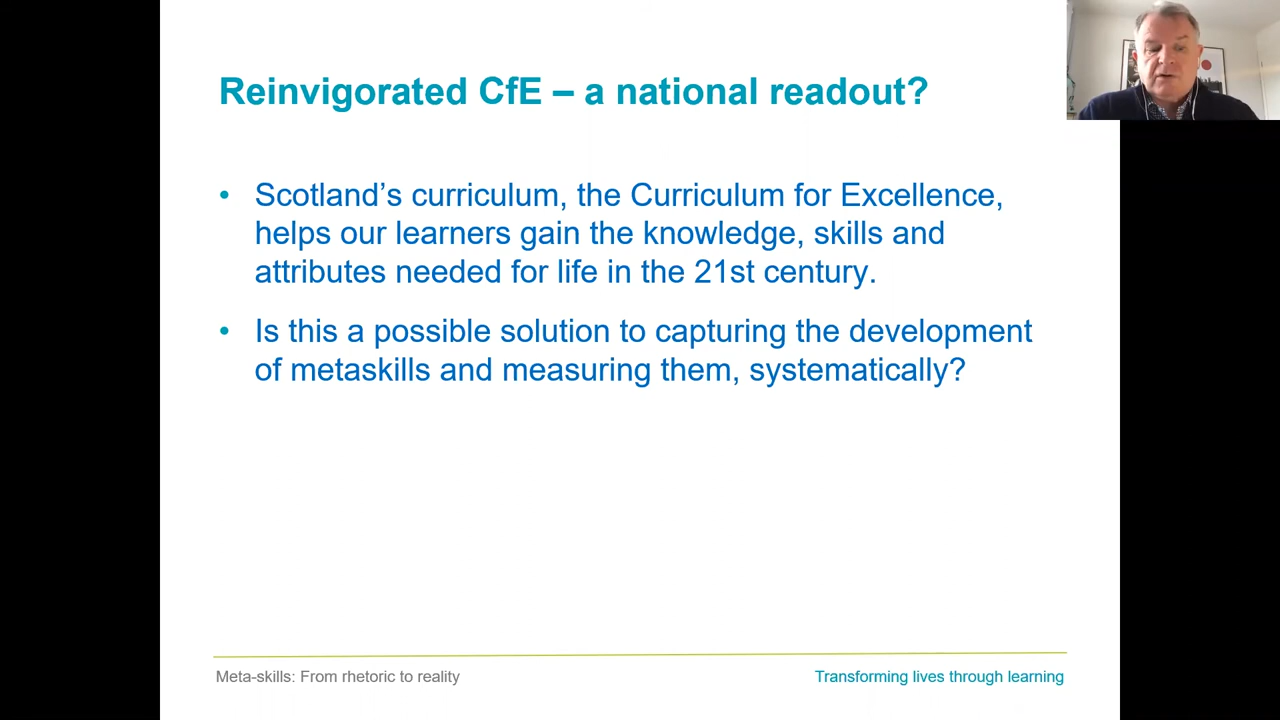 Reinvigorated CfE – a national readout?
• Scotland’s curriculum, the Curriculum for Excellence,
helps our learners gain the knowledge, skills and
attributes needed for life in the 21st century.
• Is this a possible solution to capturing the development
of metaskills and measuring them, systematically?
Meta-skills: From rhetoric to reality
Transforming lives through learning